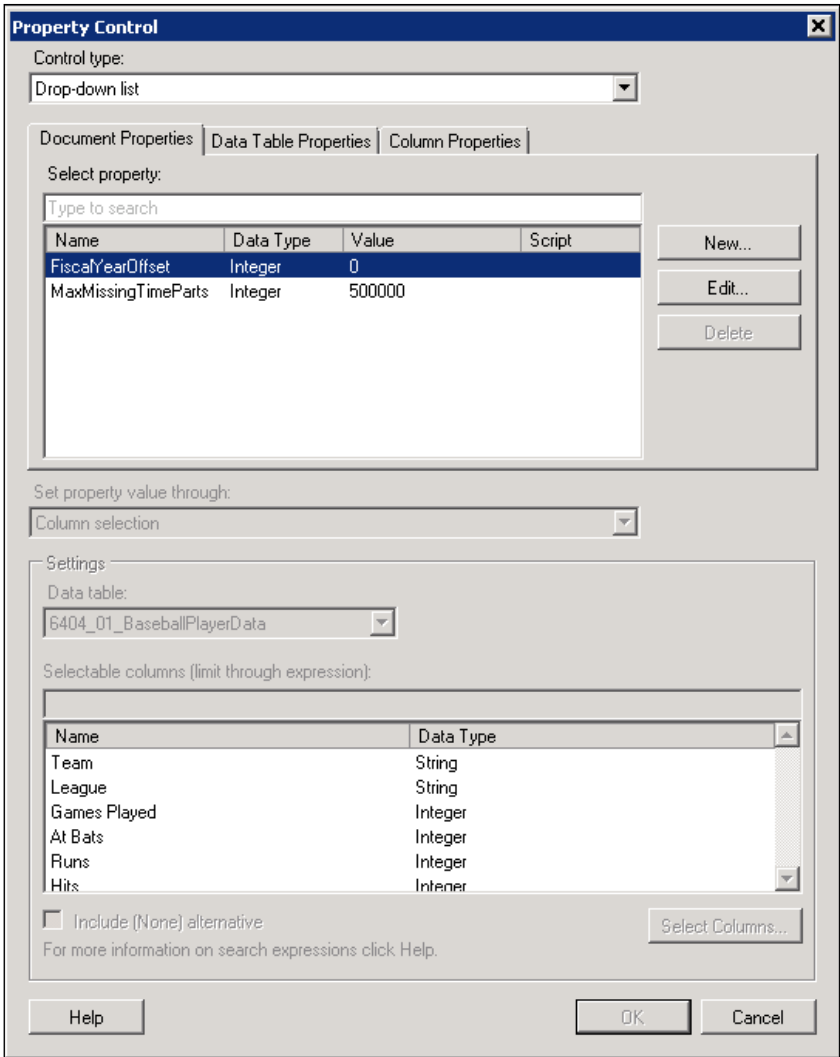 Property Control
Control type:
Drop-down list
Document Properties Data Table Properties Column Properties
Select property:
Type to search
Name Data Type Value Script
FiscalYearOffset Integer 0
MaxMissingTimeParts Integer 500000
New...
Edit...
Delete
Set property value through:
Column selection
Settings
Data table:
6404_01_BaseballPlayerData
Selectable columns (limit through expression):
Name Data Type
Team String
League String
Games Played Integer
At Bats Integer
Runs Integer
Hits Integer
Include (None) alternative
Select Columns...
For more information on search expressions click Help.
Help OK Cancel